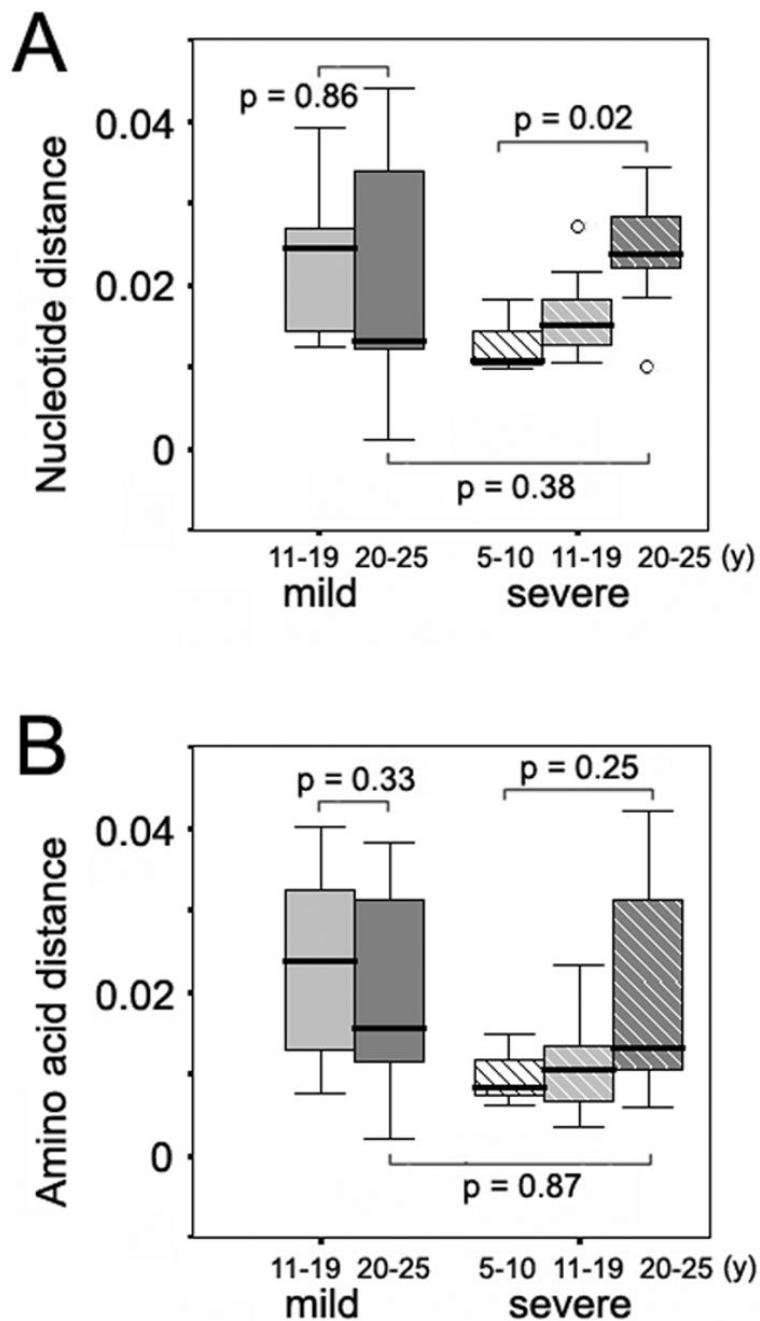 A
Nucleotide distance
p = 0.86
p = 0.02
0.04
0.02
0
p = 0.38
11-19 20-25 5-10 11-19 20-25 (y)
mild severe
B
Amino acid distance
p = 0.33
p = 0.25
0.04
0.02
0
p = 0.87
11-19 20-25 5-10 11-19 20-25 (y)
mild severe